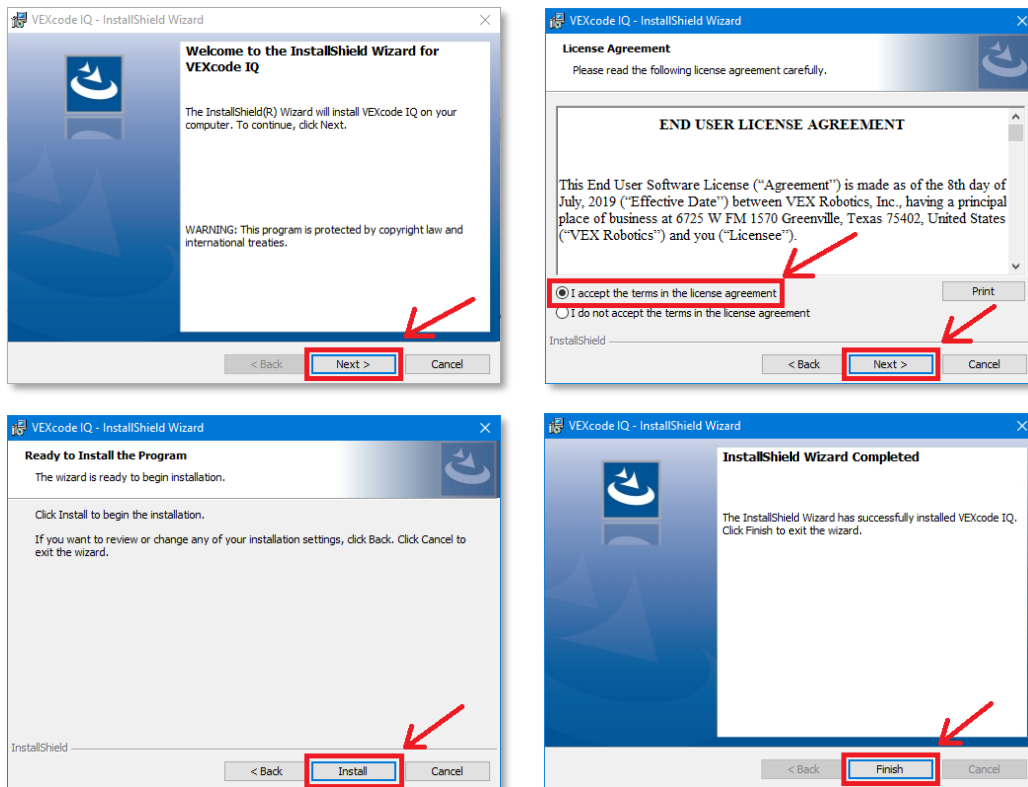 VEXcode IQ - InstallShield Wizard
Welcome to the InstallShield Wizard for
VEXcode IQ
The InstallShield(R) Wizard will install VEXcode IQ on your
computer. To continue, click Next.
WARNING: This program is protected by copyright law and
international treaties.
< Back
Next >
Cancel
VEXcode IQ - InstallShield Wizard
License Agreement
Please read the following license agreement carefully.
END USER LICENSE AGREEMENT
This End User Software License (“Agreement”) is made as of the 8th day of
July, 2019 (“Effective Date”) between VEX Robotics, Inc., having a principal
place of business at 6725 W FM 1570 Greenville, Texas 75402, United States
(“VEX Robotics”) and you (“Licensee”).
I accept the terms in the license agreement
Print
I do not accept the terms in the license agreement
InstallShield
< Back
Next >
Cancel
VEXcode IQ - InstallShield Wizard
Ready to Install the Program
The wizard is ready to begin installation.
Click Install to begin the installation.
If you want to review or change any of your installation settings, click Back. Click Cancel to
exit the wizard.
InstallShield
< Back
Install
Cancel
VEXcode IQ - InstallShield Wizard
InstallShield Wizard Completed
The InstallShield Wizard has successfully installed VEXcode IQ.
Click Finish to exit the wizard.
< Back
Finish
Cancel